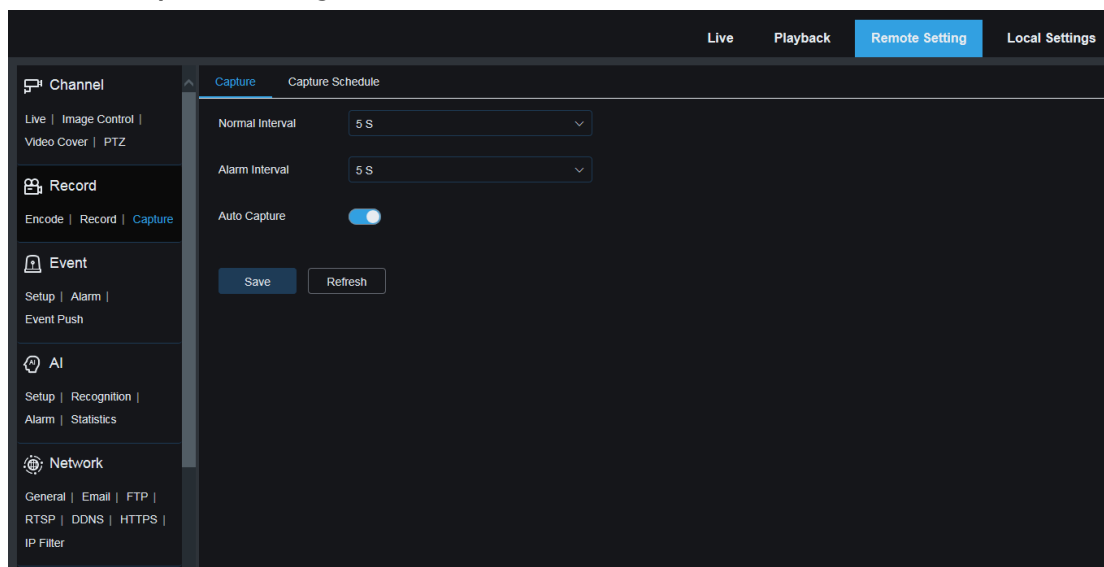 Live Playback Remote Setting Local Settings
Channel
Live | Image Control |
Video Cover | PTZ
Record
Encode | Record | Capture
Event
Setup | Alarm |
Event Push
AI
AI
Setup | Recognition |
Alarm | Statistics
Network
General | Email | FTP |
RTSP | DDNS | HTTPS |
IP Filter
Capture Capture Schedule
Normal Interval 5 S
Alarm Interval 5 S
Auto Capture
Save Refresh